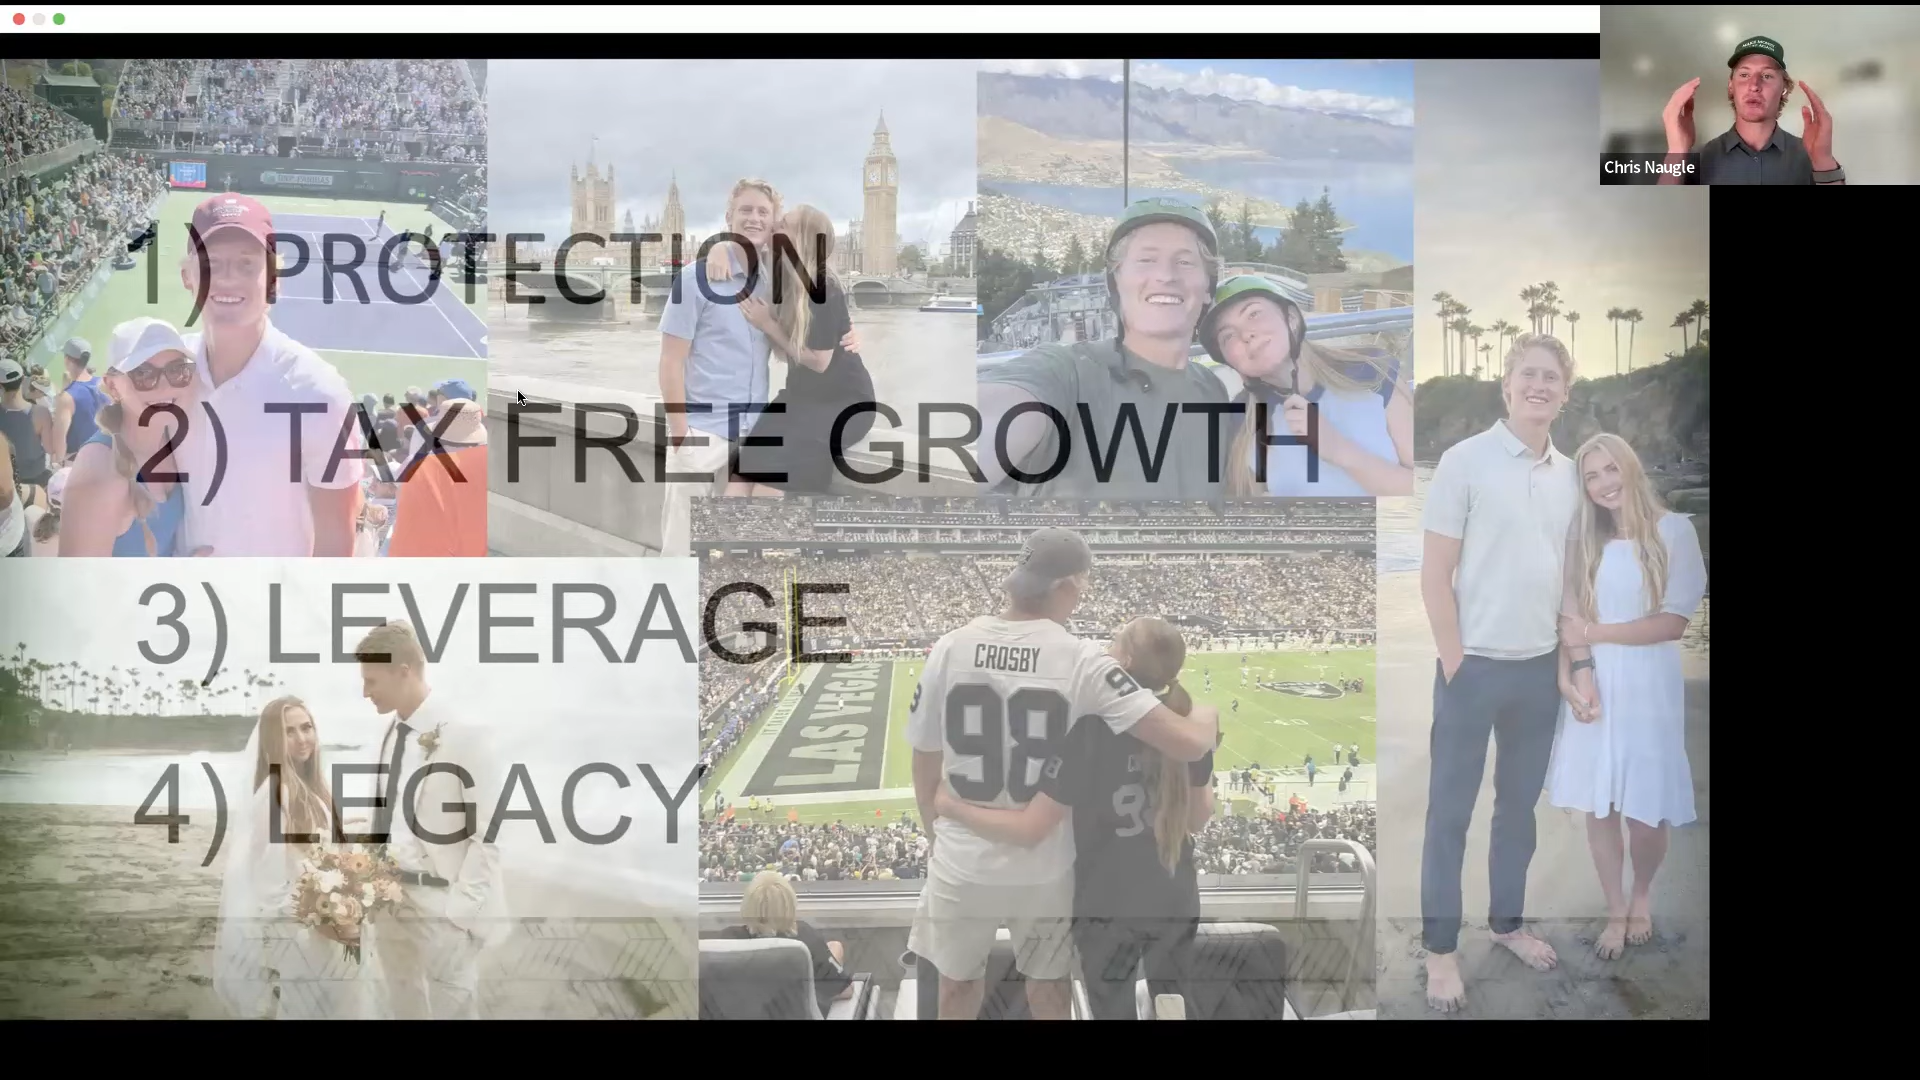 Chris Naugle
1) PROTECTION
2) TAX FREE GROWTH
3) LEVERAGE
4) LEGACY
CROSBY
98
LAS VEGAS